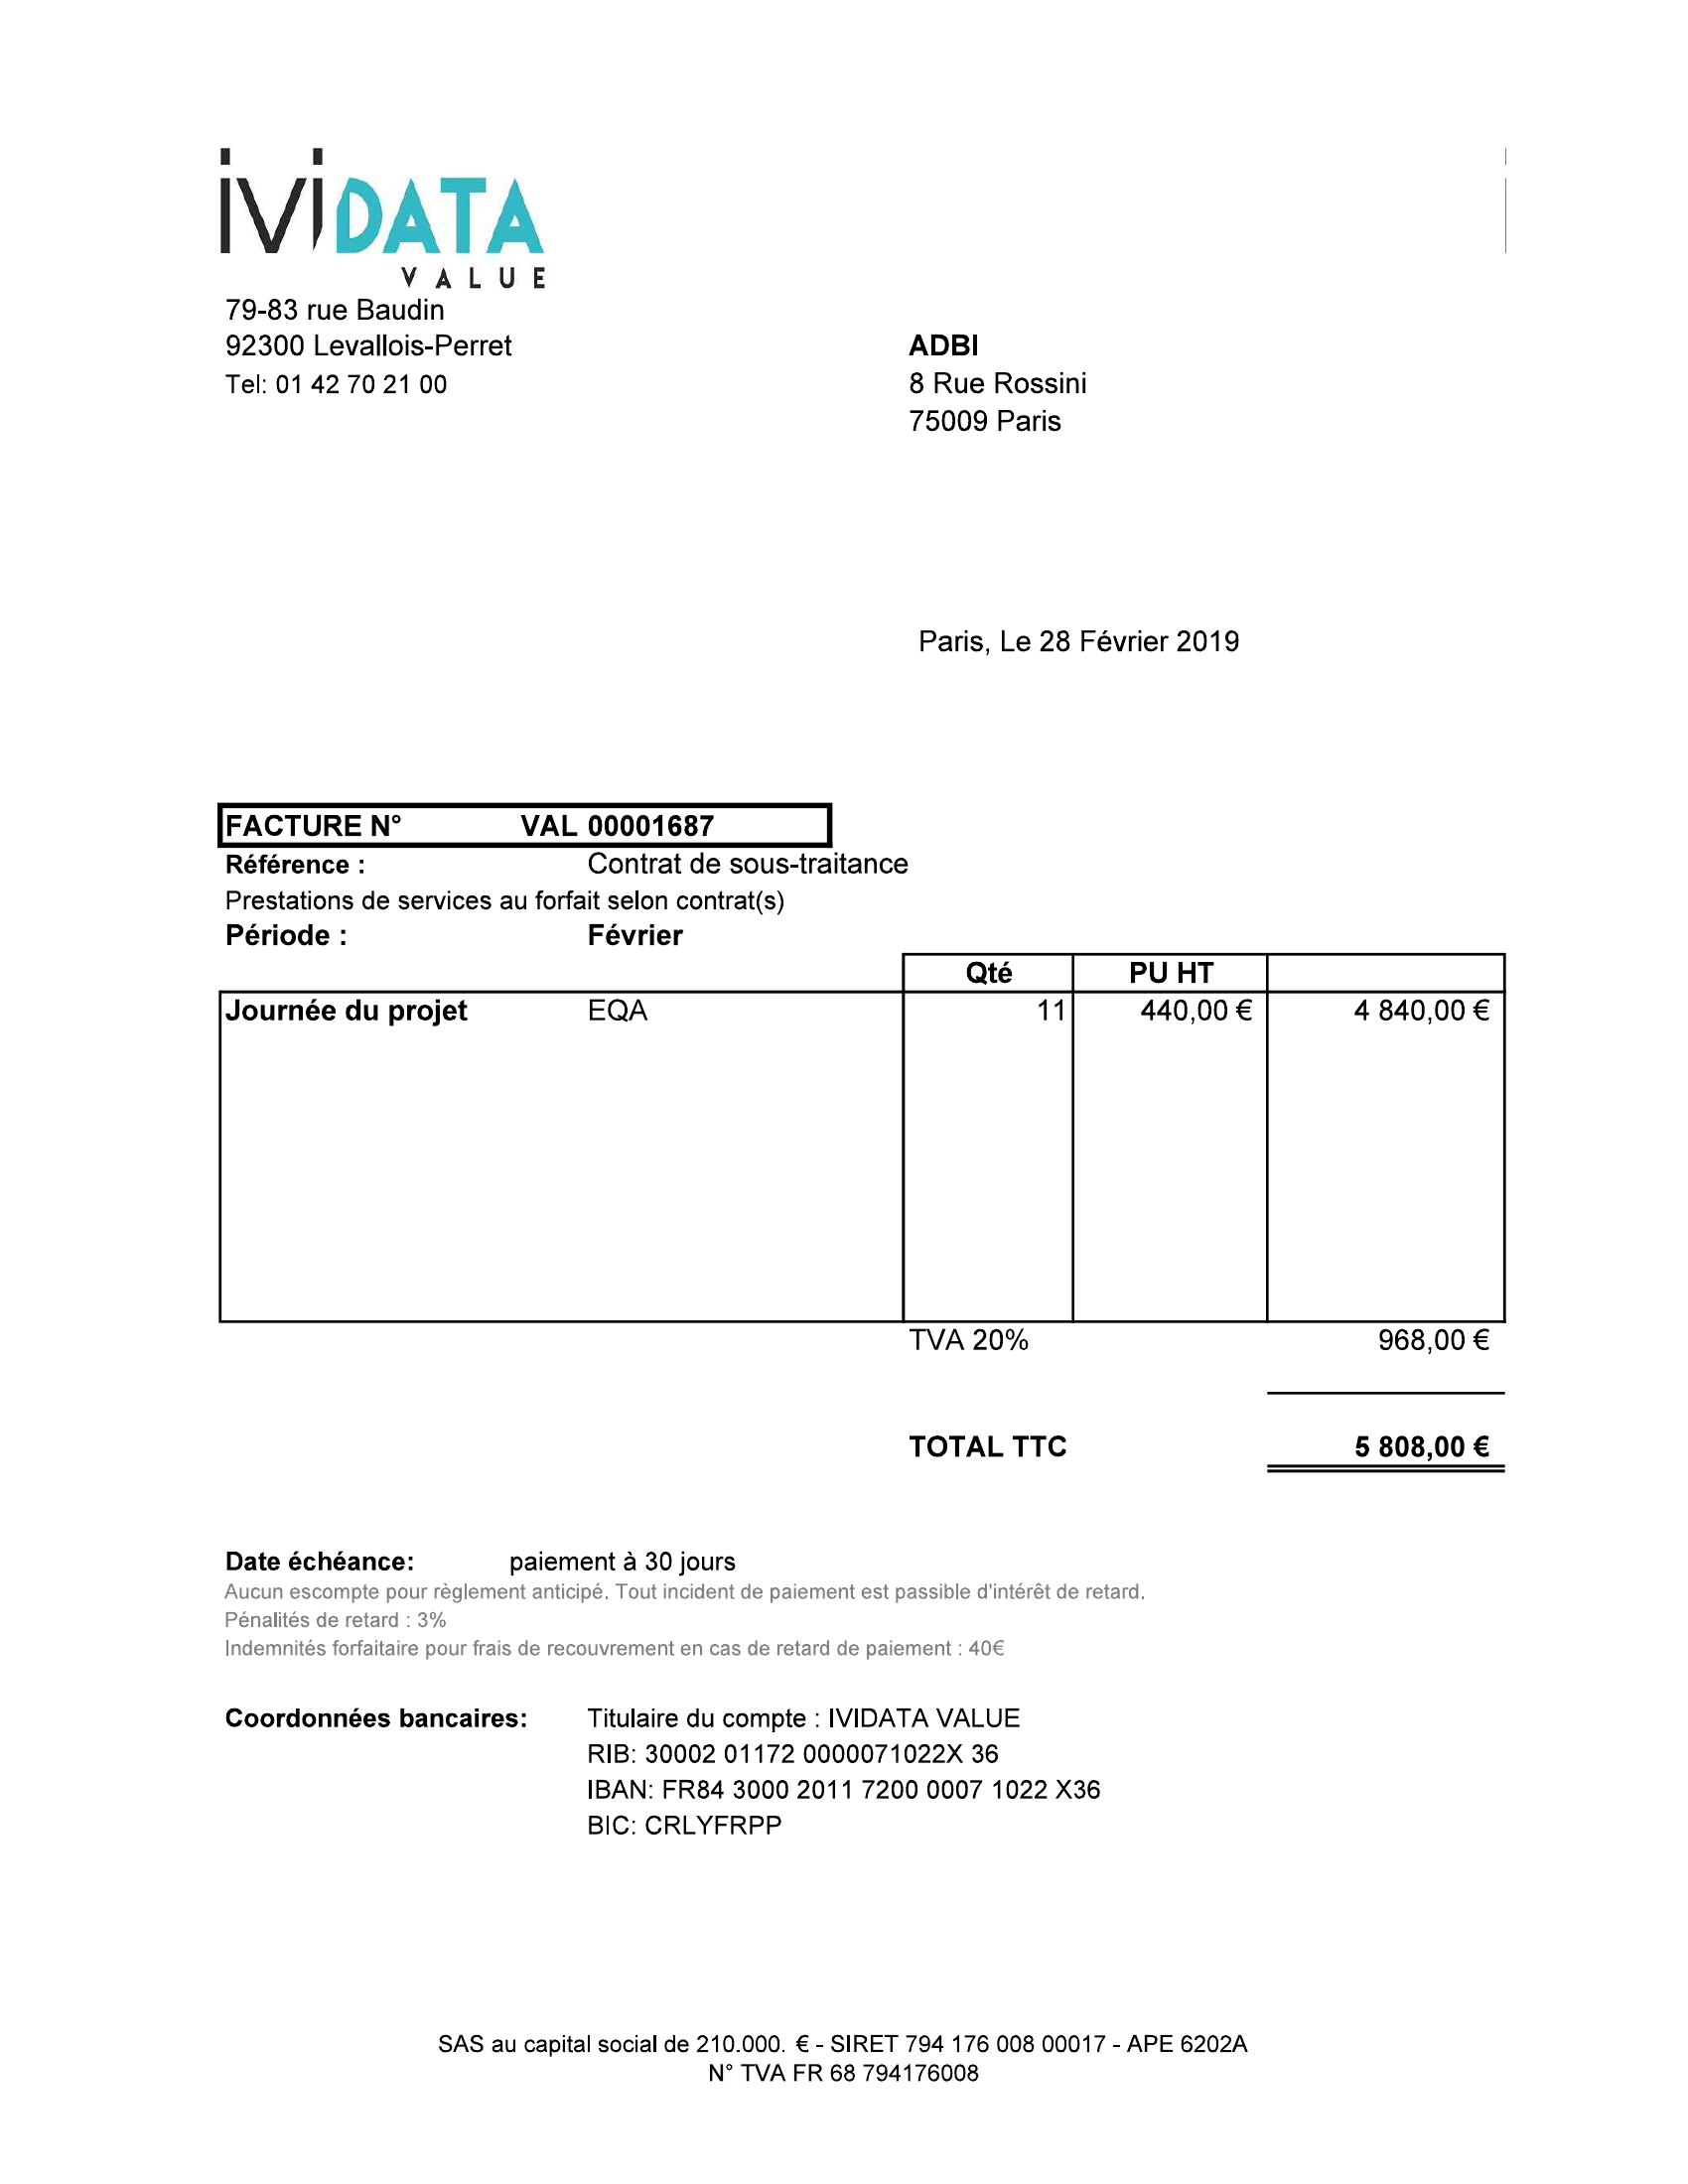 iviDATA
VALUE
79-83 rue Baudin
92300 Levallois-Perret
Tel: 01 42 70 21 00
ADBI
8 Rue Rossini
75009 Paris
Paris, Le 28 Février 2019
FACTURE N° VAL 00001687
Référence : Contrat de sous-traitance
Prestations de services au forfait selon contrat(s)
Période : Février
Qté PU HT
Journée du projet EQA 11 440,00 € 4 840,00 €
TVA 20% 968,00 €
TOTAL TTC 5 808,00 €
Date échéance: paiement à 30 jours
Aucun escompte pour règlement anticipé. Tout incident de paiement est passible d'intérêt de retard.
Pénalités de retard : 3%
Indemnités forfaitaire pour frais de recouvrement en cas de retard de paiement : 40€
Coordonnées bancaires: Titulaire du compte : IVIDATA VALUE
RIB: 30002 01172 0000071022X 36
IBAN: FR84 3000 2011 7200 0007 1022 X36
BIC: CRLYFRPP
SAS au capital social de 210.000. € - SIRET 794 176 008 00017 - APE 6202A
N° TVA FR 68 794176008